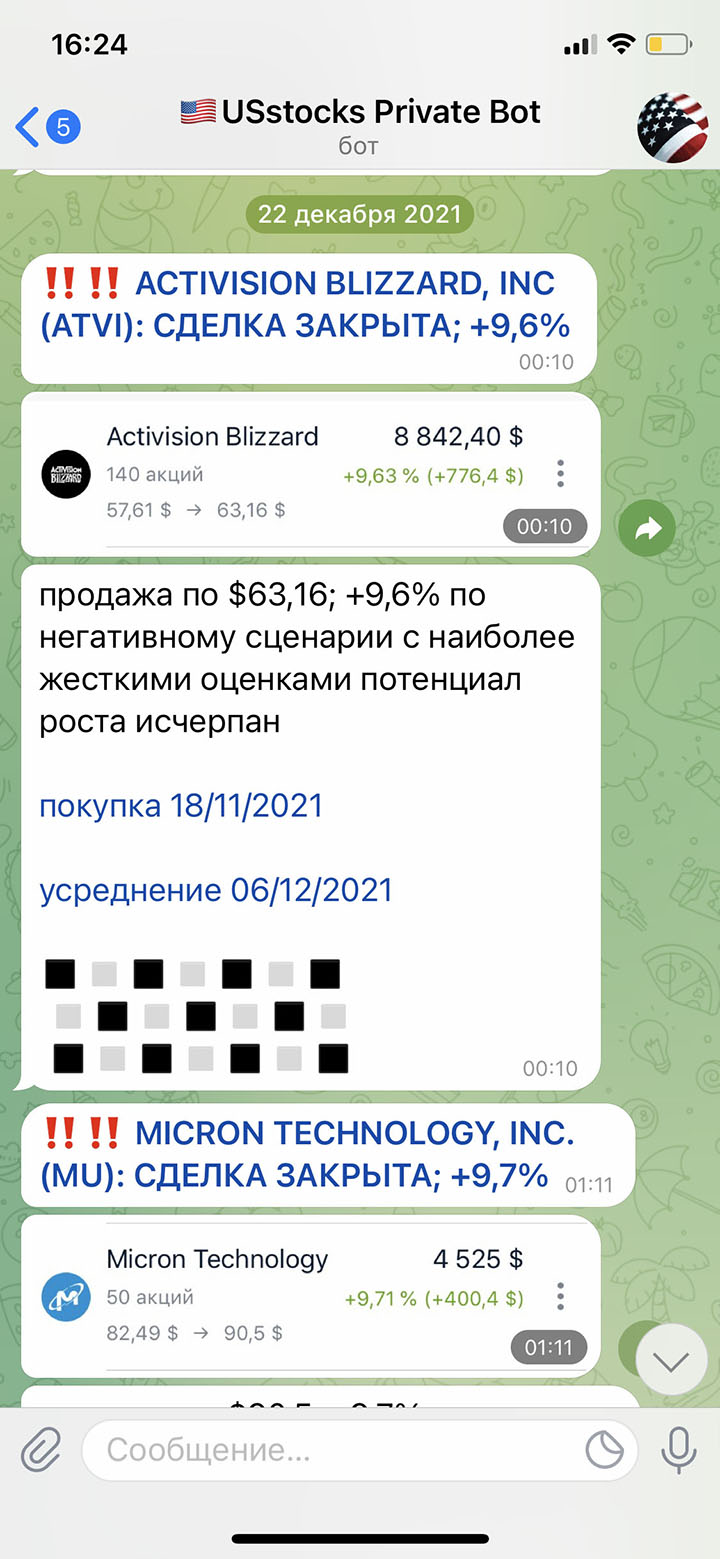 16:24
5
🇺🇸USstocks Private Bot
бот
22 декабря 2021
‼️‼️ ACTIVISION BLIZZARD, INC
(ATVI): СДЕЛКА ЗАКРЫТА; +9,6%
00:10
Activision Blizzard 8 842,40 $
ACTIVISION BLIZZARD
140 акций +9,63 % (+776,4 $)
57,61 $ → 63,16 $
00:10
продажа по $63,16; +9,6% по
негативному сценарии с наиболее
жесткими оценками потенциал
роста исчерпан
покупка 18/11/2021
усреднение 06/12/2021
00:10
‼️‼️ MICRON TECHNOLOGY, INC.
(MU): СДЕЛКА ЗАКРЫТА; +9,7%
01:11
Micron Technology 4 525 $
50 акций +9,71 % (+400,4 $)
82,49 $ → 90,5 $
01:11
Сообщение...